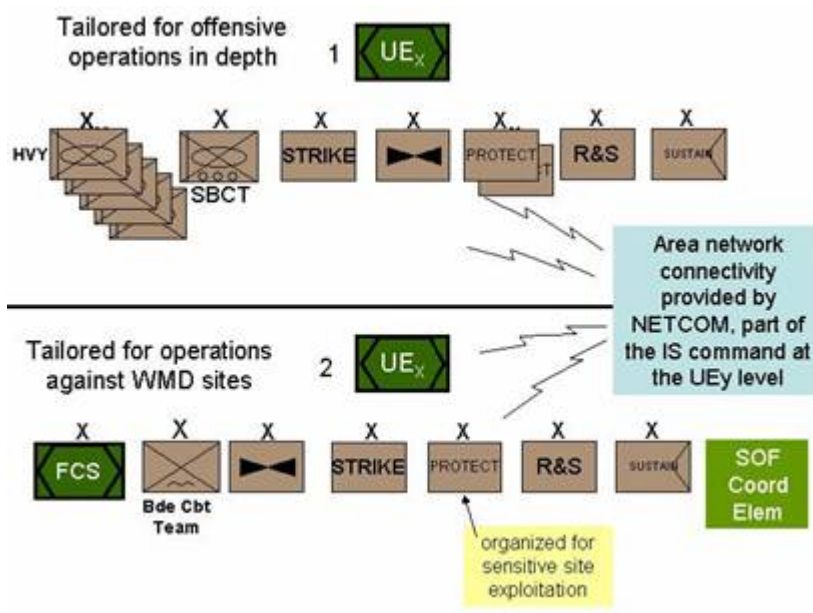 Tailored for offensive
operations in depth
1
UEx
X X X X X X X
HVY
STRIKE
PROTECT
R&S
SUSTAIN
SBCT
Area network
connectivity
provided by
NETCOM, part of
the IS command at
the UEy level
Tailored for operations
against WMD sites
2
UEx
X X X X X X X
FCS
STRIKE
PROTECT
R&S
SUSTAIN
SOF
Coord
Elem
Bde Cbt
Team
organized for
sensitive site
exploitation